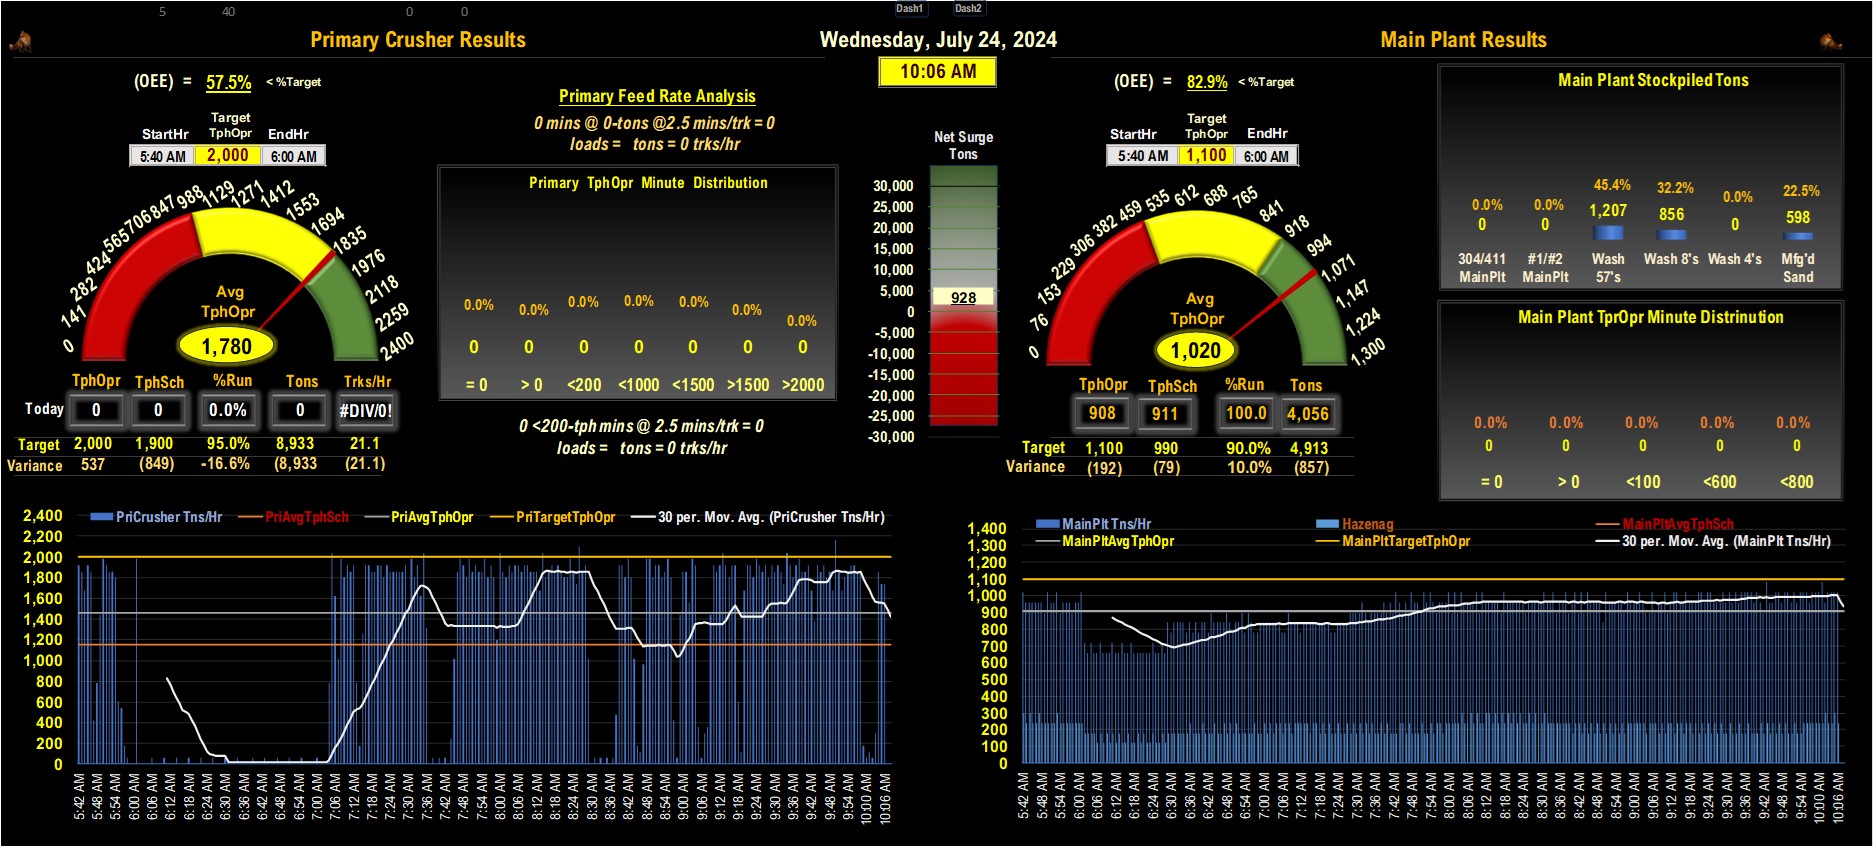 5 40 0 0 Dash1 Dash2
Primary Crusher Results
Wednesday, July 24, 2024
Main Plant Results
10:06 AM
(OEE) = 57.5% < %Target
Target
StartHr TphOpr EndHr
5:40 AM 2,000 6:00 AM
0 141 282 424 565 706 847 988 1129 1271 1412 1553 1694 1835 1976 2118 2259 2400
Avg
TphOpr
1,780
TphOpr TphSch %Run Tons Trks/Hr
Today 0 0 0.0% 0 #DIV/0!
Target 2,000 1,900 95.0% 8,933 21.1
Variance 537 (849) -16.6% (8,933 (21.1)
Primary Feed Rate Analysis
0 mins @ 0-tons @2.5 mins/trk = 0
loads = tons = 0 trks/hr
Primary TphOpr Minute Distribution
0.0% 0.0% 0.0% 0.0% 0.0% 0.0% 0.0%
0 0 0 0 0 0 0
= 0 > 0 <200 <1000 <1500 >1500 >2000
0 <200-tph mins @ 2.5 mins/trk = 0
loads = tons = 0 trks/hr
Net Surge
Tons
30,000
25,000
20,000
15,000
10,000
5,000
928
0
-5,000
-10,000
-15,000
-20,000
-25,000
-30,000
(OEE) = 82.9% < %Target
Target
StartHr TphOpr EndHr
5:40 AM 1,100 6:00 AM
0 76 153 229 306 382 459 535 612 688 765 841 918 994 1,071 1,147 1,224 1,300
Avg
TphOpr
1,020
TphOpr TphSch %Run Tons
908 911 100.0 4,056
Target 1,100 990 90.0% 4,913
Variance (192) (79) 10.0% (857)
Main Plant Stockpiled Tons
0.0% 0.0% 45.4% 32.2% 0.0% 22.5%
0 0 1,207 856 0 598
304/411 #1/#2 Wash Wash 8's Wash 4's Mfg'd
MainPlt MainPlt 57's Sand
Main Plant TprOpr Minute Distrinution
0.0% 0.0% 0.0% 0.0% 0.0%
0 0 0 0 0
= 0 > 0 <100 <600 <800
PriCrusher Tns/Hr PriAvgTphSch PriAvgTphOpr PriTargetTphOpr 30 per. Mov. Avg. (PriCrusher Tns/Hr)
2,400
2,200
2,000
1,800
1,600
1,400
1,200
1,000
800
600
400
200
0
5:42 AM 5:48 AM 5:54 AM 6:00 AM 6:06 AM 6:12 AM 6:18 AM 6:24 AM 6:30 AM 6:36 AM 6:42 AM 6:48 AM 6:54 AM 7:00 AM 7:06 AM 7:12 AM 7:18 AM 7:24 AM 7:30 AM 7:36 AM 7:42 AM 7:48 AM 7:54 AM 8:00 AM 8:06 AM 8:12 AM 8:18 AM 8:24 AM 8:30 AM 8:36 AM 8:42 AM 8:48 AM 8:54 AM 9:00 AM 9:06 AM 9:12 AM 9:18 AM 9:24 AM 9:30 AM 9:36 AM 9:42 AM 9:48 AM 9:54 AM 10:00 AM 10:06 AM
MainPlt Tns/Hr Hazenag MainPltAvgTphSch
MainPltAvgTphOpr MainPltTargetTphOpr 30 per. Mov. Avg. (MainPlt Tns/Hr)
1,400
1,300
1,200
1,100
1,000
900
800
700
600
500
400
300
200
100
0
5:42 AM 5:48 AM 5:54 AM 6:00 AM 6:06 AM 6:12 AM 6:18 AM 6:24 AM 6:30 AM 6:36 AM 6:42 AM 6:48 AM 6:54 AM 7:00 AM 7:06 AM 7:12 AM 7:18 AM 7:24 AM 7:30 AM 7:36 AM 7:42 AM 7:48 AM 7:54 AM 8:00 AM 8:06 AM 8:12 AM 8:18 AM 8:24 AM 8:30 AM 8:36 AM 8:42 AM 8:48 AM 8:54 AM 9:00 AM 9:06 AM 9:12 AM 9:18 AM 9:24 AM 9:30 AM 9:36 AM 9:42 AM 9:48 AM 9:54 AM 10:00 AM 10:06 AM